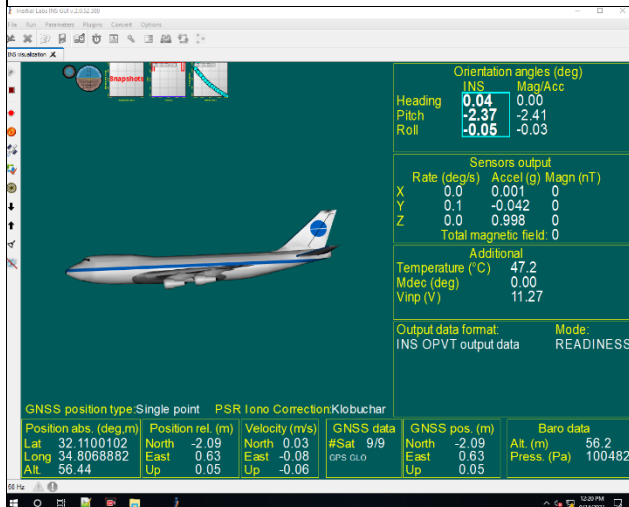 Inertial Labs INS GUI v.2.0.52.380
File Run Parameters Plugins Convert Options
INS visualization X
Snapshots
Orientation angles (deg)
INS Mag/Acc
Heading 0.04 0.00
Pitch -2.37 -2.41
Roll -0.05 -0.03
Sensors output
Rate (deg/s) Accel (g) Magn (nT)
X 0.0 0.001 0
Y 0.1 -0.042 0
Z 0.0 0.998 0
Total magnetic field: 0
Additional
Temperature (°C) 47.2
Mdec (deg) 0.00
Vinp (V) 11.27
Output data format: Mode:
INS OPVT output data READINESS
GNSS position type:Single point PSR Iono Correction:Klobuchar
Position abs. (deg,m) Position rel. (m) Velocity (m/s) GNSS data GNSS pos. (m) Baro data
Lat 32.1100102 North -2.09 North 0.03 #Sat 9/9 North -2.09 Alt. (m) 56.2
Long 34.8068882 East 0.63 East -0.08 GPS GLO East 0.63 Press. (Pa) 100482
Alt. 56.44 Up 0.05 Up -0.06 Up 0.05
Hz
12:20 PM